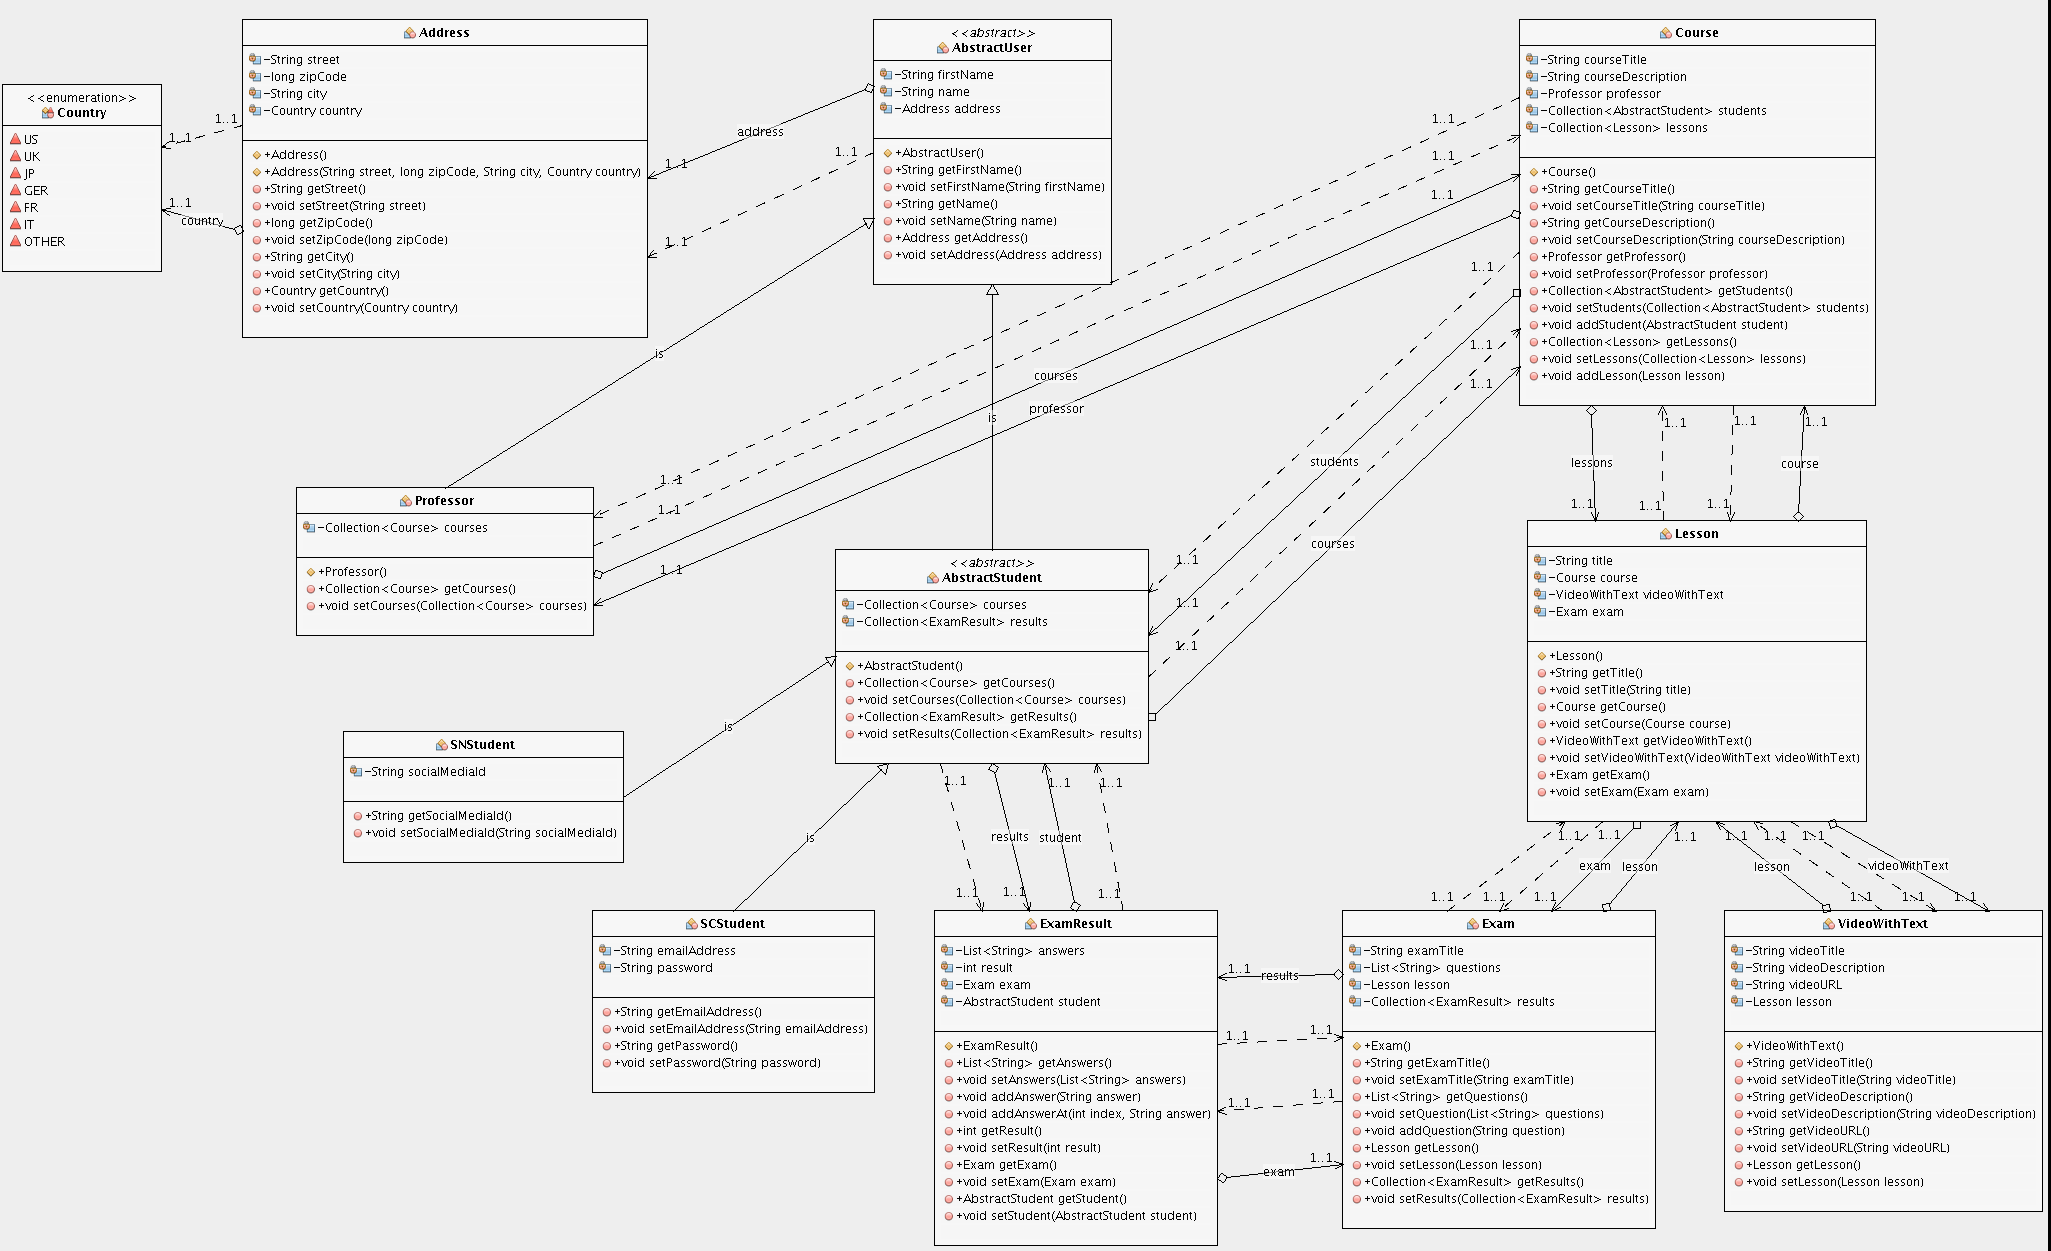 <<enumeration>>
Country
US
UK
JP
GER
FR
IT
OTHER
1..1
1..1
1..1
country
Address
-String street
-long zipCode
-String city
-Country country
+Address()
+Address(String street, long zipCode, String city, Country country)
+String getStreet()
+void setStreet(String street)
+long getZipCode()
+void setZipCode(long zipCode)
+String getCity()
+void setCity(String city)
+Country getCountry()
+void setCountry(Country country)
address
1..1
1..1
1..1
<<abstract>>
AbstractUser
-String firstName
-String name
-Address address
+AbstractUser()
+String getFirstName()
+void setFirstName(String firstName)
+String getName()
+void setName(String name)
+Address getAddress()
+void setAddress(Address address)
is
is
courses
professor
1..1
1..1
1..1
1..1
1..1
1..1
1..1
1..1
1..1
Course
-String courseTitle
-String courseDescription
-Professor professor
-Collection<AbstractStudent> students
-Collection<Lesson> lessons
+Course()
+String getCourseTitle()
+void setCourseTitle(String courseTitle)
+String getCourseDescription()
+void setCourseDescription(String courseDescription)
+Professor getProfessor()
+void setProfessor(Professor professor)
+Collection<AbstractStudent> getStudents()
+void setStudents(Collection<AbstractStudent> students)
+void addStudent(AbstractStudent student)
+Collection<Lesson> getLessons()
+void setLessons(Collection<Lesson> lessons)
+void addLesson(Lesson lesson)
Professor
-Collection<Course> courses
+Professor()
+Collection<Course> getCourses()
+void setCourses(Collection<Course> courses)
students
courses
1..1
1..1
1..1
1..1
1..1
1..1
lessons
course
1..1
1..1
1..1
<<abstract>>
AbstractStudent
-Collection<Course> courses
-Collection<ExamResult> results
+AbstractStudent()
+Collection<Course> getCourses()
+void setCourses(Collection<Course> courses)
+Collection<ExamResult> getResults()
+void setResults(Collection<ExamResult> results)
Lesson
-String title
-Course course
-VideoWithText videoWithText
-Exam exam
+Lesson()
+String getTitle()
+void setTitle(String title)
+Course getCourse()
+void setCourse(Course course)
+VideoWithText getVideoWithText()
+void setVideoWithText(VideoWithText videoWithText)
+Exam getExam()
+void setExam(Exam exam)
is
SNStudent
-String socialMediaId
+String getSocialMediaId()
+void setSocialMediaId(String socialMediaId)
is
1..1
1..1
1..1
results
student
1..1
1..1
1..1
1..1
1..1
1..1
1..1
1..1
1..1
exam
lesson
lesson
videoWithText
1..1
1..1
1..1
1..1
1..1
1..1
SCStudent
-String emailAddress
-String password
+String getEmailAddress()
+void setEmailAddress(String emailAddress)
+String getPassword()
+void setPassword(String password)
ExamResult
-List<String> answers
-int result
-Exam exam
-AbstractStudent student
+ExamResult()
+List<String> getAnswers()
+void setAnswers(List<String> answers)
+void addAnswer(String answer)
+void addAnswerAt(int index, String answer)
+int getResult()
+void setResult(int result)
+Exam getExam()
+void setExam(Exam exam)
+AbstractStudent getStudent()
+void setStudent(AbstractStudent student)
1..1
results
1..1
1..1
1..1
1..1
1..1
exam
Exam
-String examTitle
-List<String> questions
-Lesson lesson
-Collection<ExamResult> results
+Exam()
+String getExamTitle()
+void setExamTitle(String examTitle)
+List<String> getQuestions()
+void setQuestion(List<String> questions)
+void addQuestion(String question)
+Lesson getLesson()
+void setLesson(Lesson lesson)
+Collection<ExamResult> getResults()
+void setResults(Collection<ExamResult> results)
VideoWithText
-String videoTitle
-String videoDescription
-String videoURL
-Lesson lesson
+VideoWithText()
+String getVideoTitle()
+void setVideoTitle(String videoTitle)
+String getVideoDescription()
+void setVideoDescription(String videoDescription)
+String getVideoURL()
+void setVideoURL(String videoURL)
+Lesson getLesson()
+void setLesson(Lesson lesson)